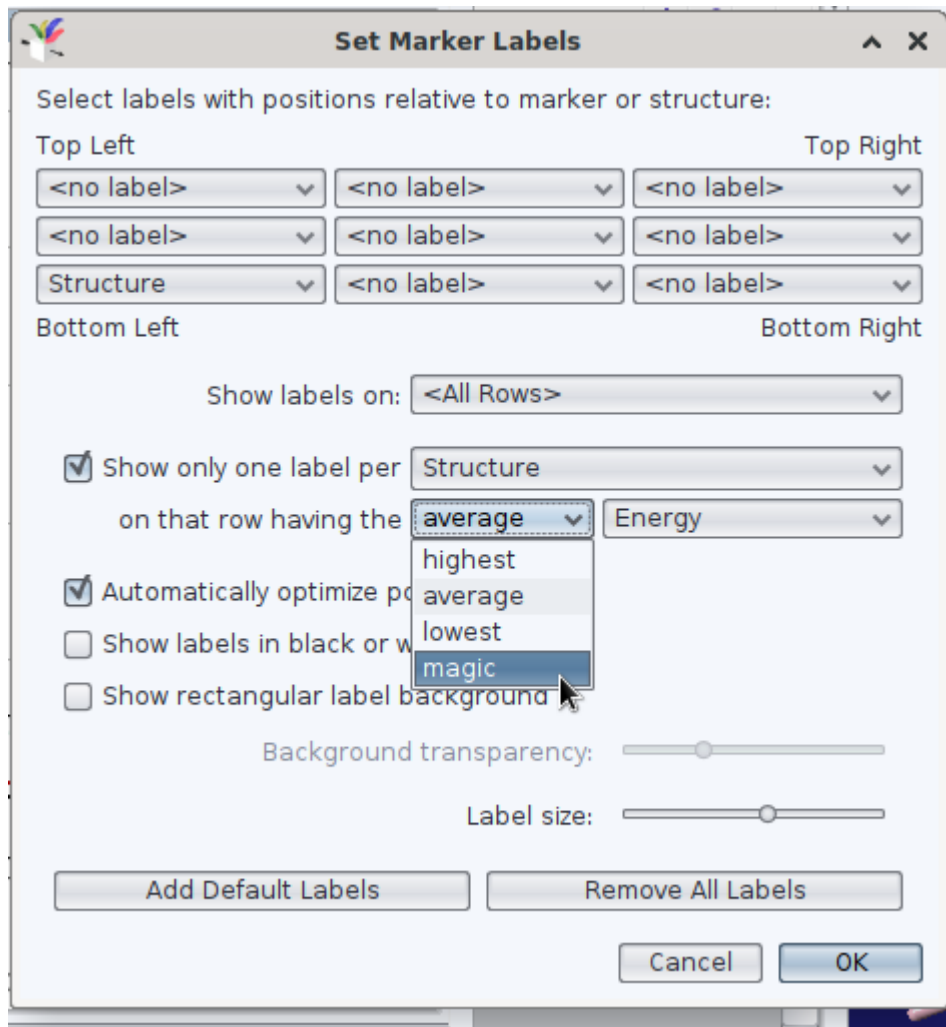 Set Marker Labels
Select labels with positions relative to marker or structure:
Top Left Top Right
<no label> <no label> <no label>
<no label> <no label> <no label>
Structure <no label> <no label>
Bottom Left Bottom Right
Show labels on: <All Rows>
Show only one label per Structure
on that row having the average Energy
highest
Automatically optimize
average
lowest
Show labels in black or
magic
Show rectangular label background
Background transparency:
Label size:
Add Default Labels Remove All Labels
Cancel OK